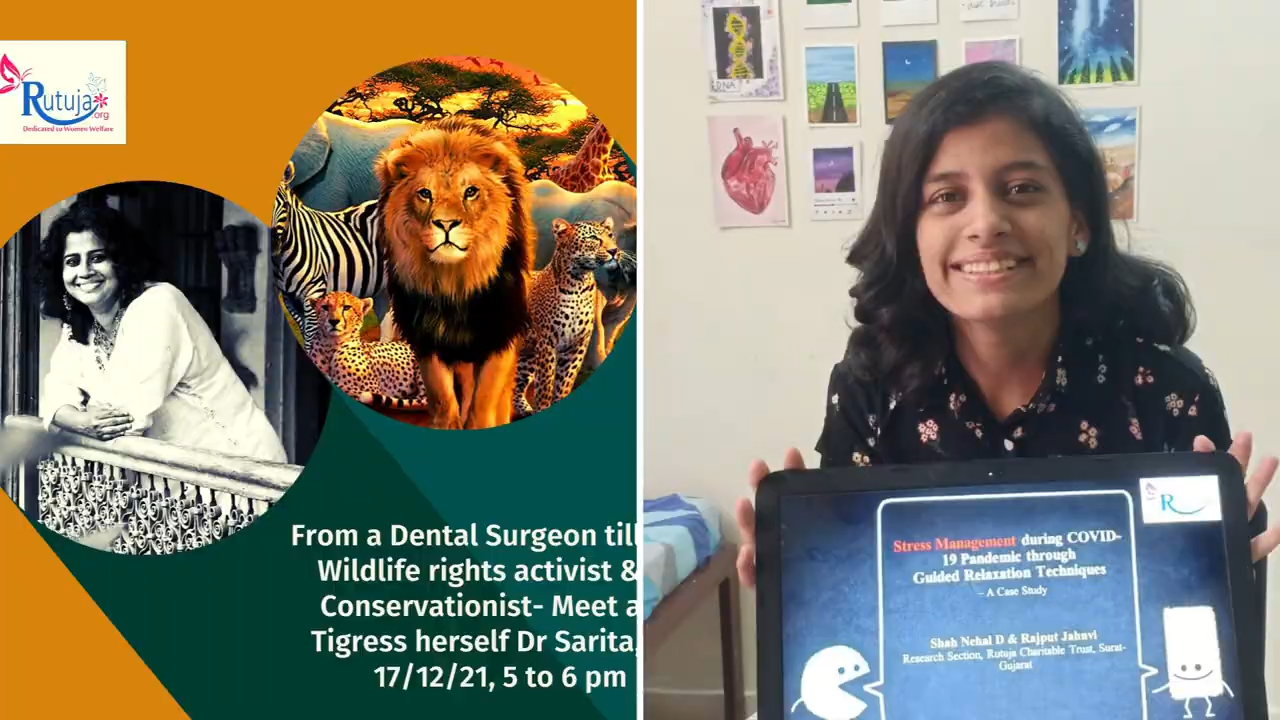 Rutuja
.org
Dedicated to Women Welfare
From a Dental Surgeon till
Wildlife rights activist &
Conservationist- Meet a
Tigress herself Dr Sarita,
17/12/21, 5 to 6 pm
DNA
R
Stress Management during COVID-
19 Pandemic through
Guided Relaxation Techniques
– A Case Study
Shah Nehal D & Rajput Jahnvi
Research Section, Rutuja Charitable Trust, Surat-
Gujarat